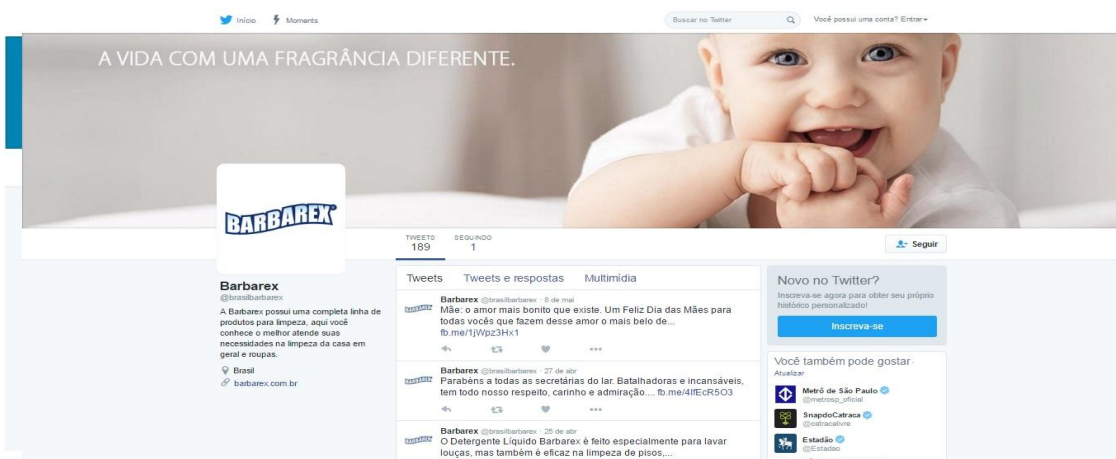 Início Moments Buscar no Twitter Você possui uma conta? Entrar
A VIDA COM UMA FRAGRÂNCIA DIFERENTE.
BARBAREX
TWEETS SEGUINDO
189 1
Seguir
Barbarex
@brasilbarbarex
A Barbarex possui uma completa linha de
produtos para limpeza, aqui você
conhece o melhor atende suas
necessidades na limpeza da casa em
geral e roupas.
Brasil
barbarex.com.br
Tweets Tweets e respostas Multimídia
Barbarex @brasilbarbarex · 8 de mai
Mãe: o amor mais bonito que existe. Um Feliz Dia das Mães para
todas vocês que fazem desse amor o mais belo de...
fb.me/1jWpz3Hx1
Barbarex @brasilbarbarex · 27 de abr
Parabéns a todas as secretárias do lar. Batalhadoras e incansáveis,
tem todo nosso respeito, carinho e admiração.... fb.me/4IfEcR5O3
Barbarex @brasilbarbarex · 25 de abr
O Detergente Líquido Barbarex é feito especialmente para lavar
louças, mas também é eficaz na limpeza de pisos,...
Novo no Twitter?
Inscreva-se agora para obter seu próprio
histórico personalizado!
Inscreva-se
Você também pode gostar ·
Atualizar
Metrô de São Paulo
@metrosp_oficial
SnapdoCatraca
@catracalivre
Estadão
@Estadao